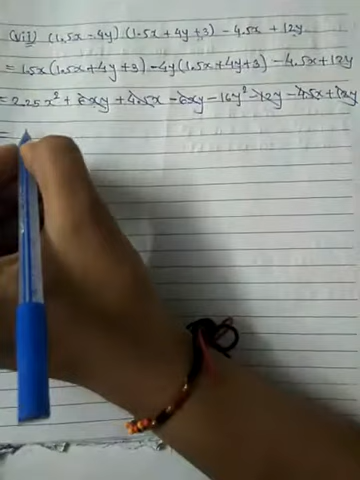 (viii) (1.5x - 4y) (1.5x + 4y + 3) - 4.5x + 12y
= 1.5x (1.5x + 4y + 3) - 4y (1.5x + 4y + 3) - 4.5x + 12y
= 2.25x² + 6xy + 4.5x - 6xy - 16y² - 12y - 4.5x + 12y
=